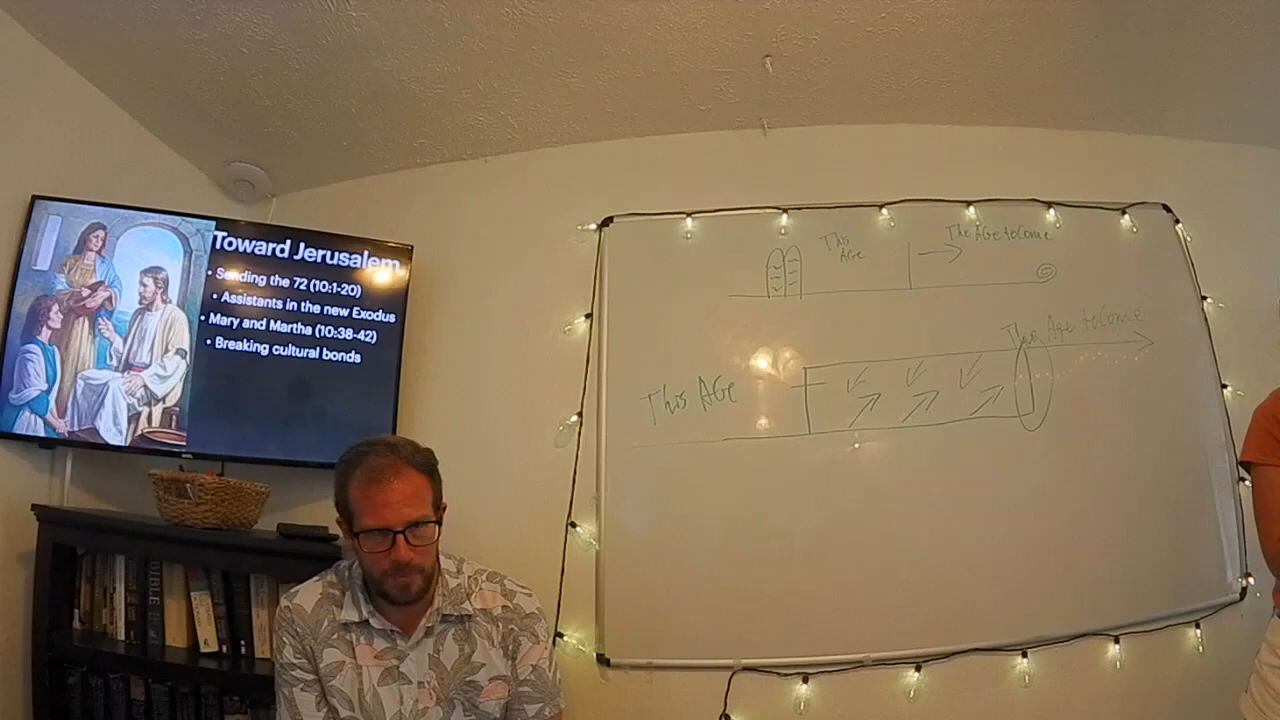 Toward Jerusalem
• Sending the 72 (10:1-20)
• Assistants in the new Exodus
• Mary and Martha (10:38-42)
• Breaking cultural bonds
This
Age
The Age to Come
The Age to Come
This Age
BIBLE